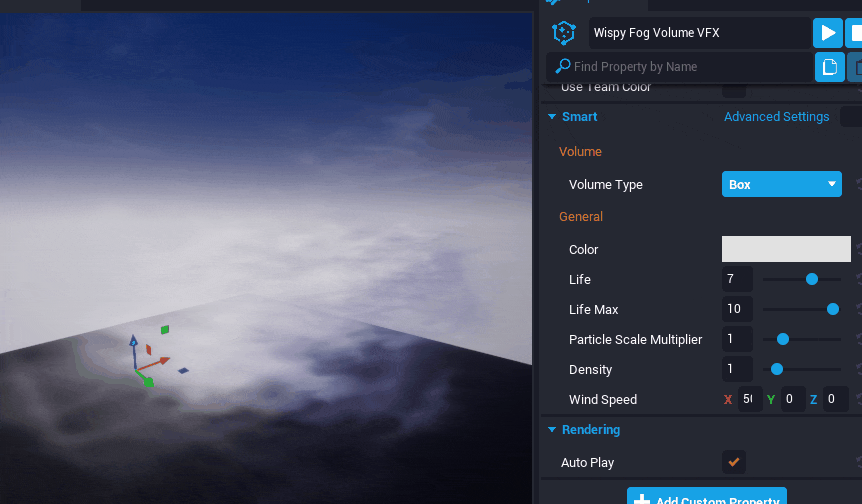 Wispy Fog Volume VFX
Find Property by Name
Use Team Color
Smart Advanced Settings
Volume
Volume Type Box
General
Color
Life 7
Life Max 10
Particle Scale Multiplier 1
Density 1
Wind Speed X Y 0 Z 0
Rendering
Auto Play
Add Custom Property